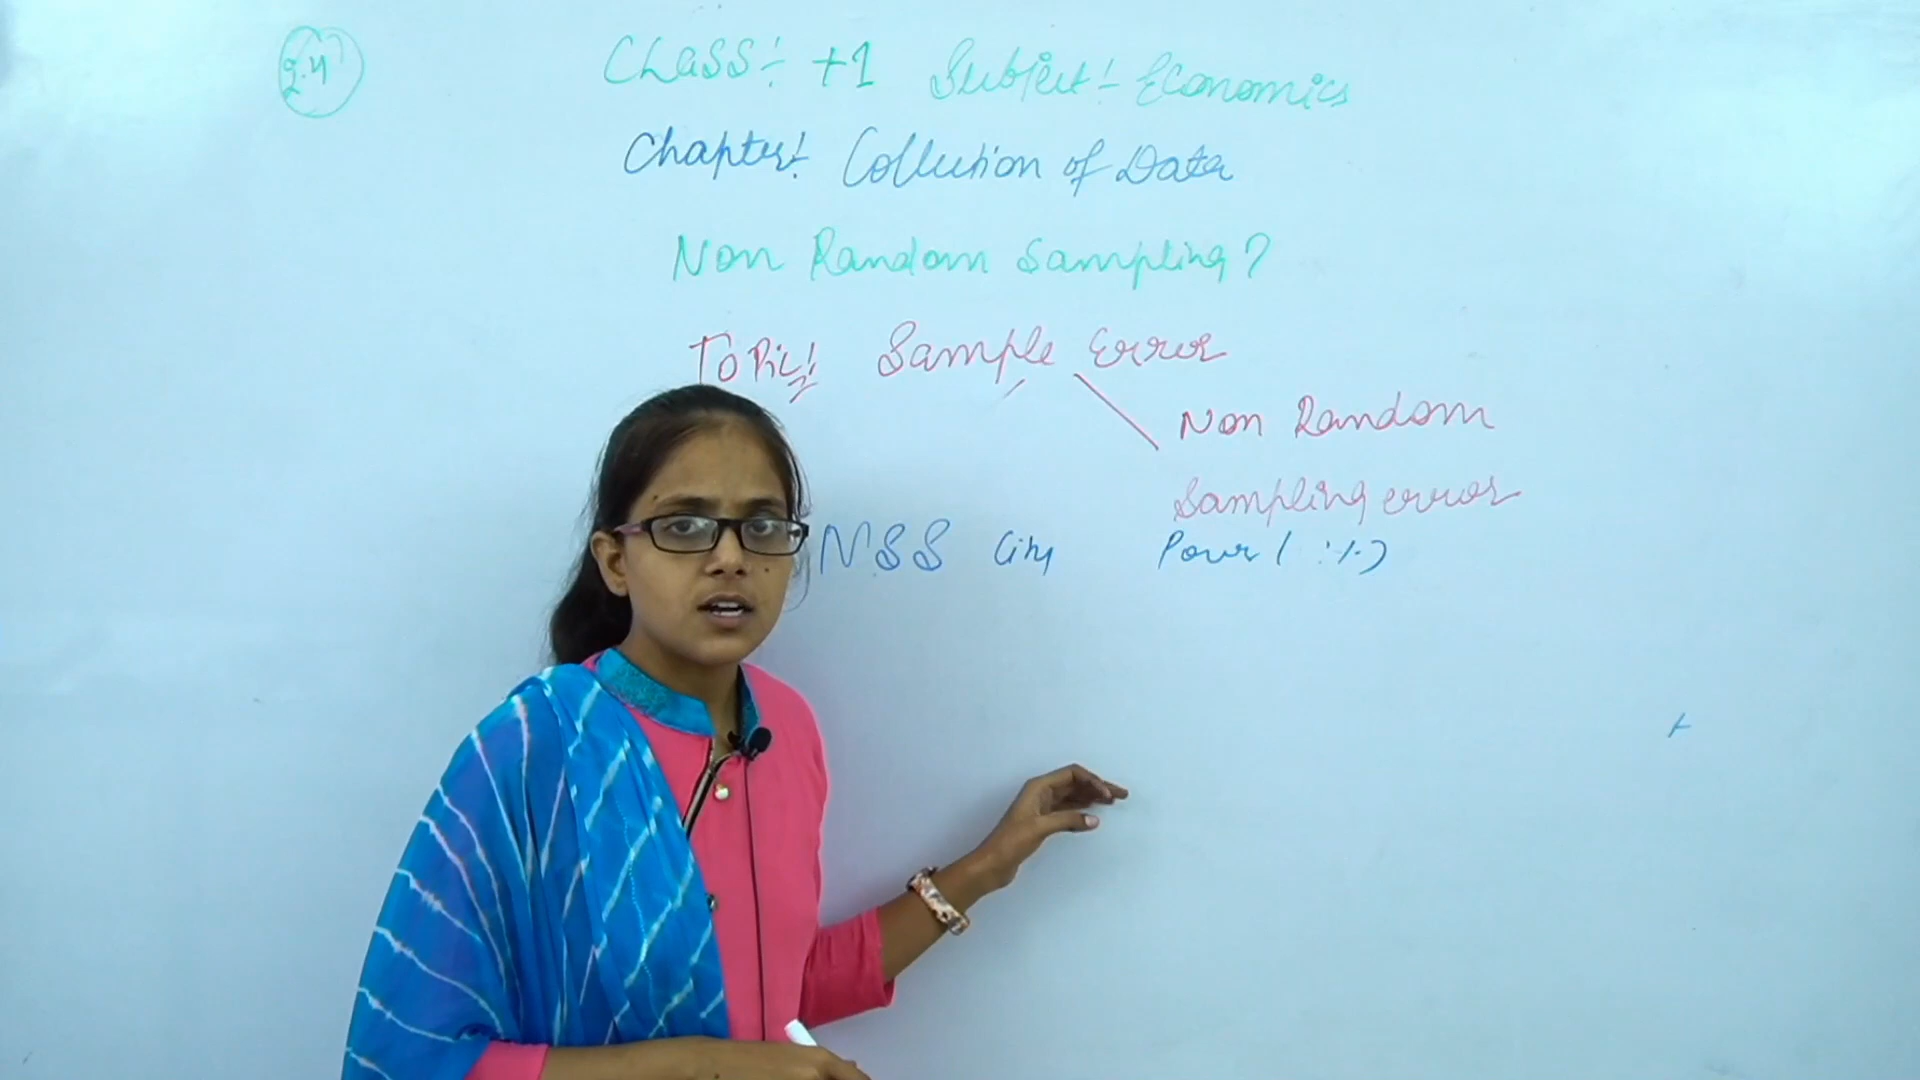 2.4
Class:- +1 Subject:- Economics
Chapter:- Collection of Data
Non Random Sampling?
Topic:- Sample Error
Non Random
Sampling error
NSS City